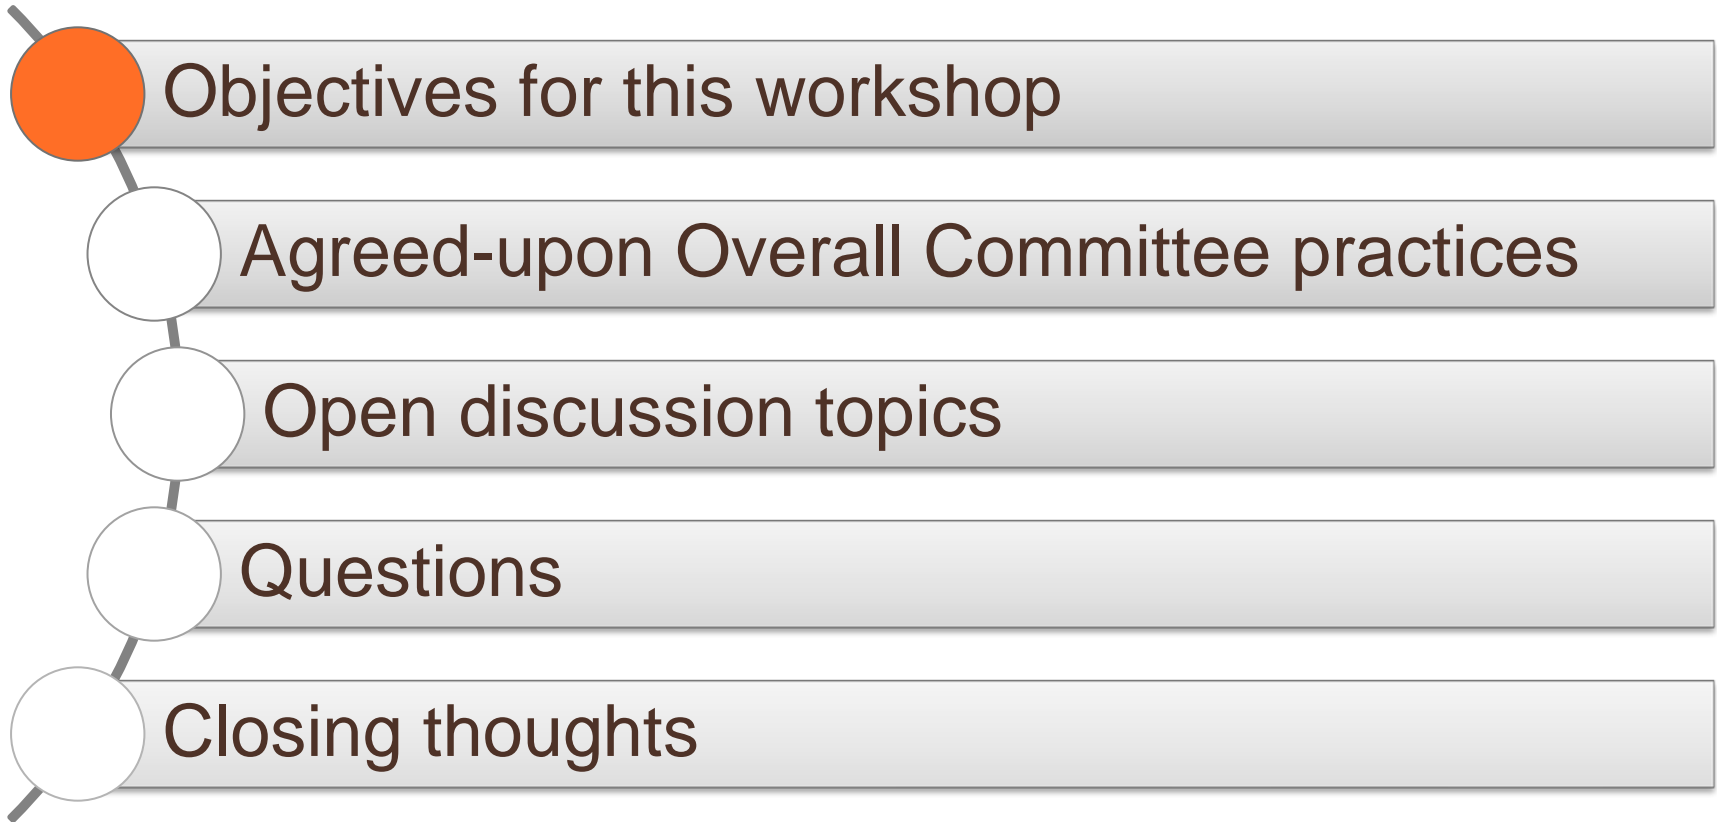 Objectives for this workshop
Agreed-upon Overall Committee practices
Open discussion topics
Questions
Closing thoughts